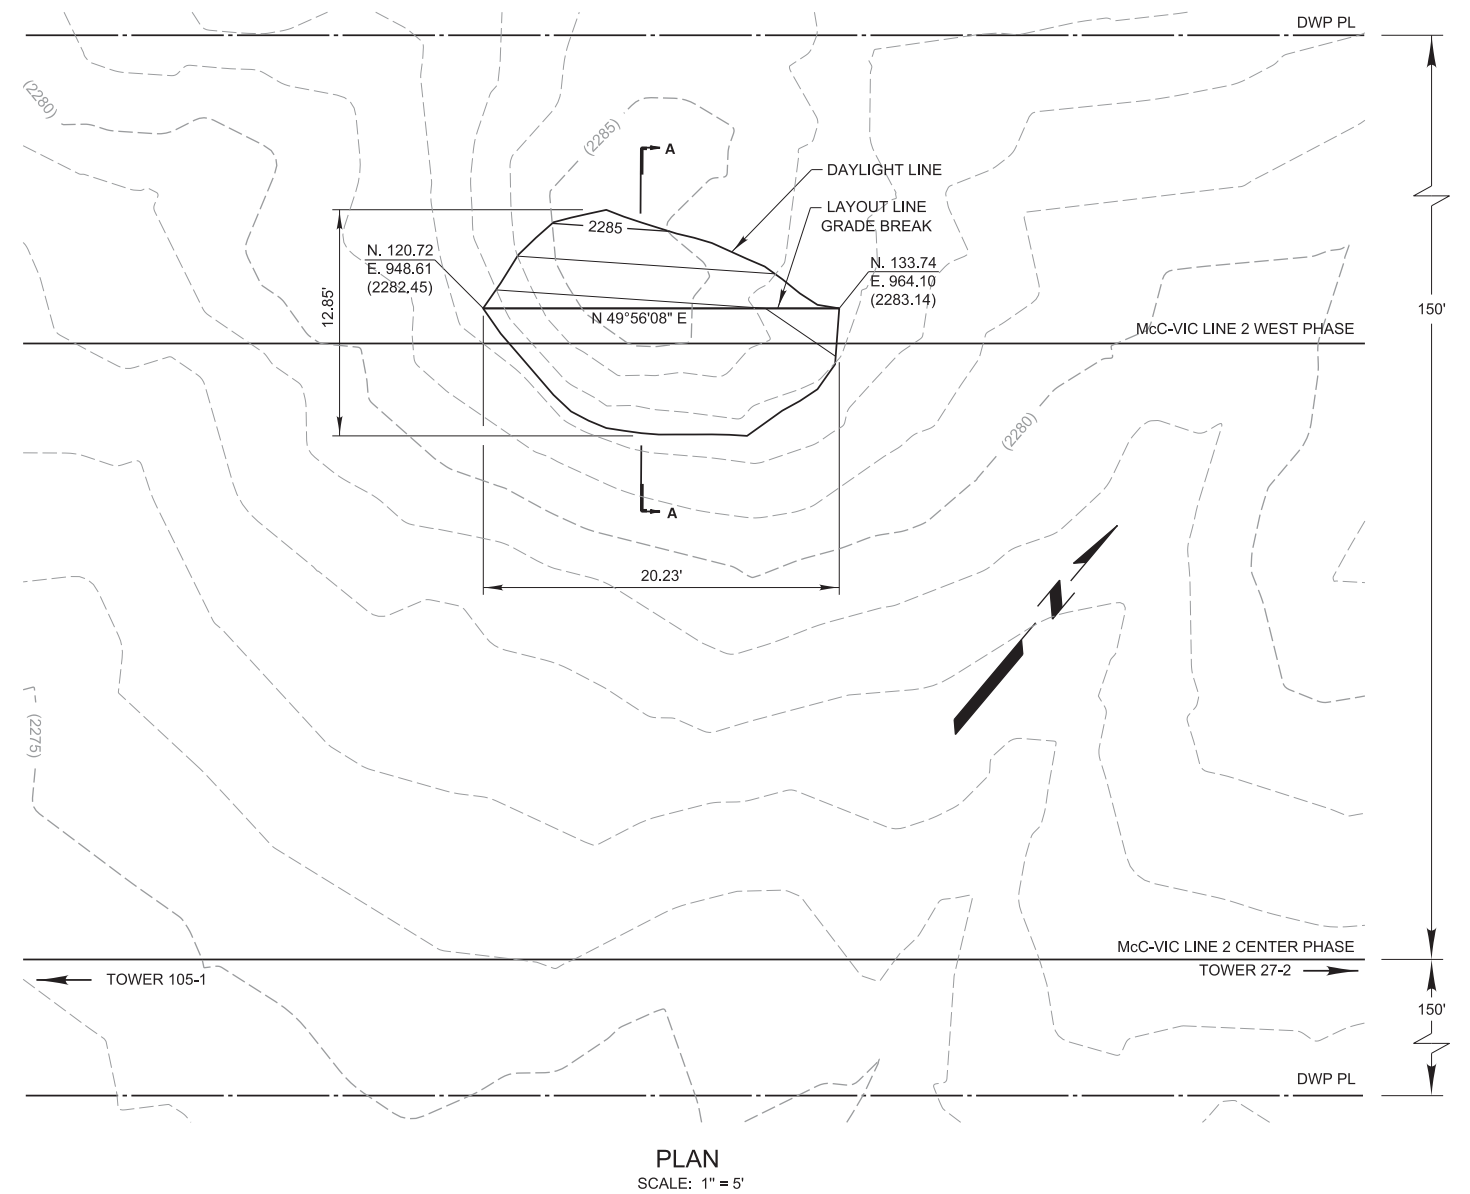 DWP PL
(2280)
(2285)
A
DAYLIGHT LINE
LAYOUT LINE
GRADE BREAK
2285
N. 120.72
E. 948.61
(2282.45)
N. 133.74
E. 964.10
(2283.14)
12.85'
N 49°56'08" E
150'
McC-VIC LINE 2 WEST PHASE
(2280)
A
20.23'
N
(2275)
McC-VIC LINE 2 CENTER PHASE
TOWER 105-1
TOWER 27-2
150'
DWP PL
PLAN
SCALE: 1" = 5'